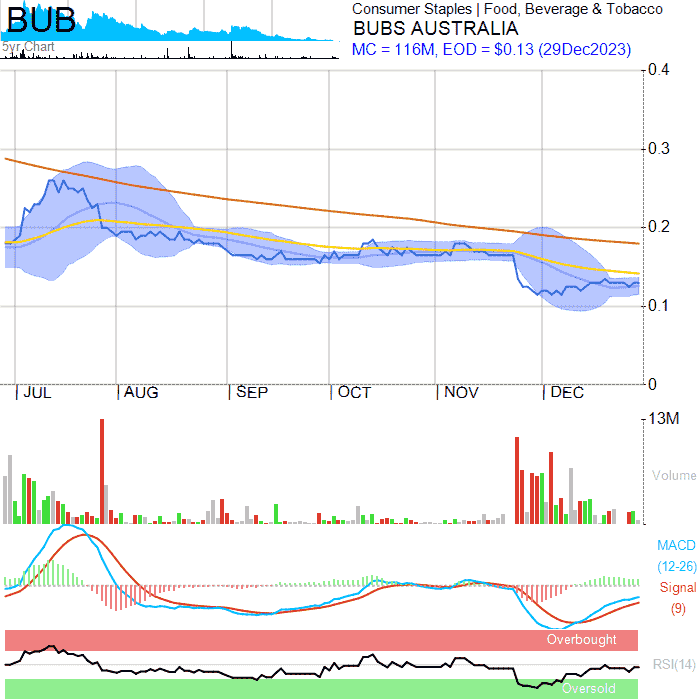 BUB
5yr Chart
Consumer Staples | Food, Beverage & Tobacco
BUBS AUSTRALIA
MC = 116M, EOD = $0.13 (29Dec2023)
0.4
0.3
0.2
0.1
0
JUL AUG SEP OCT NOV DEC
13M
Volume
MACD
(12-26)
Signal
(9)
Overbought
RSI(14)
Oversold